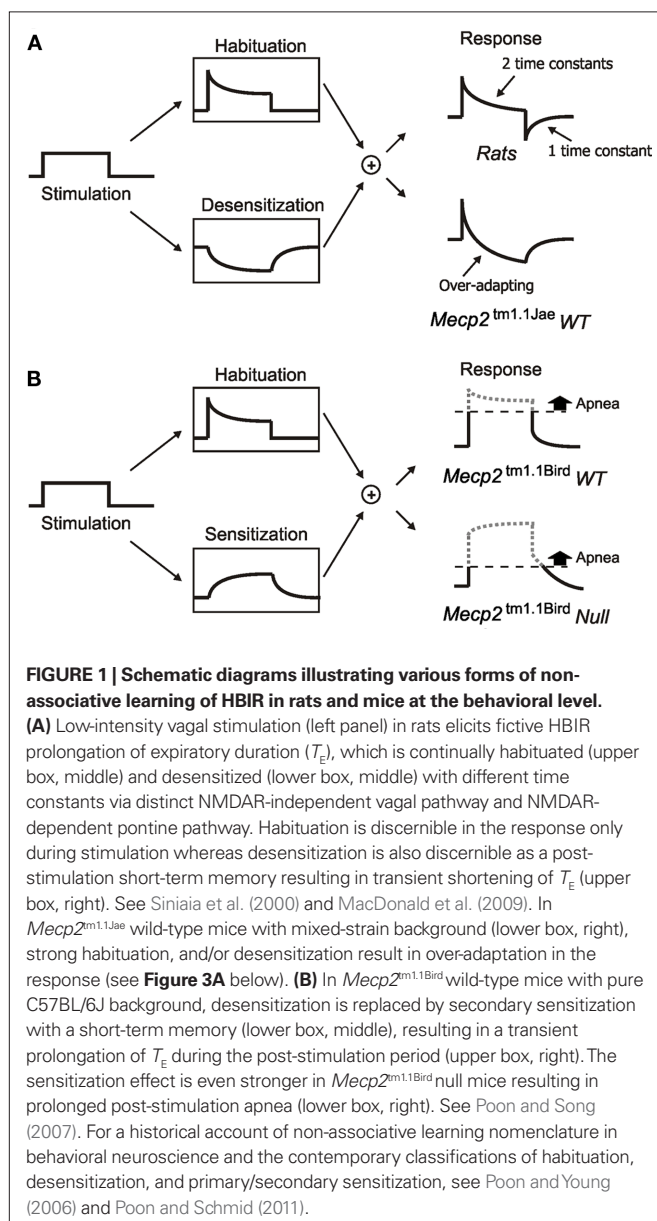 A
Habituation
Response
2 time constants
Rats
1 time constant
Stimulation
Desensitization
+
Over-adapting
Mecp2 tm1.1Jae WT
B
Habituation
Response
Apnea
Mecp2 tm1.1Bird WT
Stimulation
+
Sensitization
Apnea
Mecp2 tm1.1Bird Null
FIGURE 1 | Schematic diagrams illustrating various forms of non-
associative learning of HBIR in rats and mice at the behavioral level.
(A) Low-intensity vagal stimulation (left panel) in rats elicits fictive HBIR
prolongation of expiratory duration (TE), which is continually habituated (upper
box, middle) and desensitized (lower box, middle) with different time
constants via distinct NMDAR-independent vagal pathway and NMDAR-
dependent pontine pathway. Habituation is discernible in the response only
during stimulation whereas desensitization is also discernible as a post-
stimulation short-term memory resulting in transient shortening of TE (upper
box, right). See Siniaia et al. (2000) and MacDonald et al. (2009). In
Mecp2tm1.1Jae wild-type mice with mixed-strain background (lower box, right),
strong habituation, and/or desensitization result in over-adaptation in the
response (see Figure 3A below). (B) In Mecp2tm1.1Bird wild-type mice with pure
C57BL/6J background, desensitization is replaced by secondary sensitization
with a short-term memory (lower box, middle), resulting in a transient
prolongation of TE during the post-stimulation period (upper box, right). The
sensitization effect is even stronger in Mecp2tm1.1Bird null mice resulting in
prolonged post-stimulation apnea (lower box, right). See Poon and Song
(2007). For a historical account of non-associative learning nomenclature in
behavioral neuroscience and the contemporary classifications of habituation,
desensitization, and primary/secondary sensitization, see Poon and Young
(2006) and Poon and Schmid (2011).